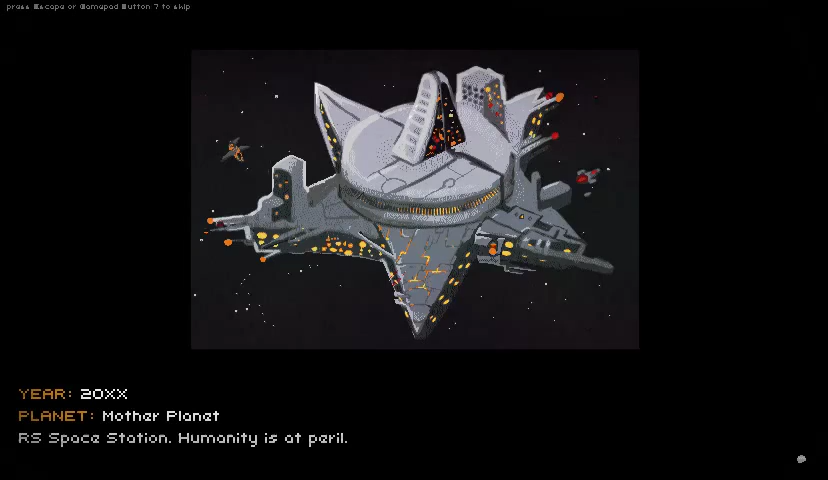 press Escape or Gamepad Button 7 to skip
YEAR: 20XX
PLANET: Mother Planet
RS Space Station. Humanity is at peril.